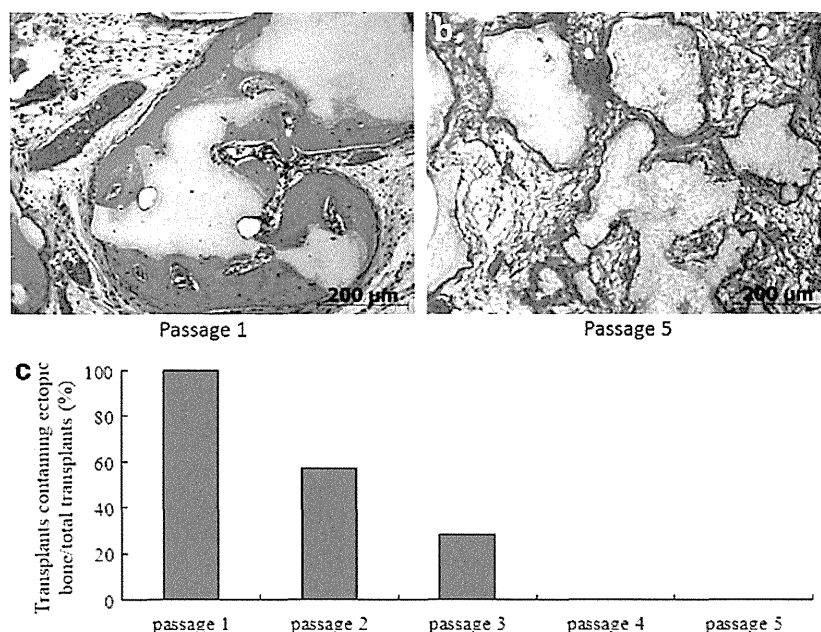 a
b
200 µm
200 µm
Passage 1
Passage 5
c
Transplants containing ectopic
bone/total transplants (%)
100
80
60
40
20
0
passage 1
passage 2
passage 3
passage 4
passage 5